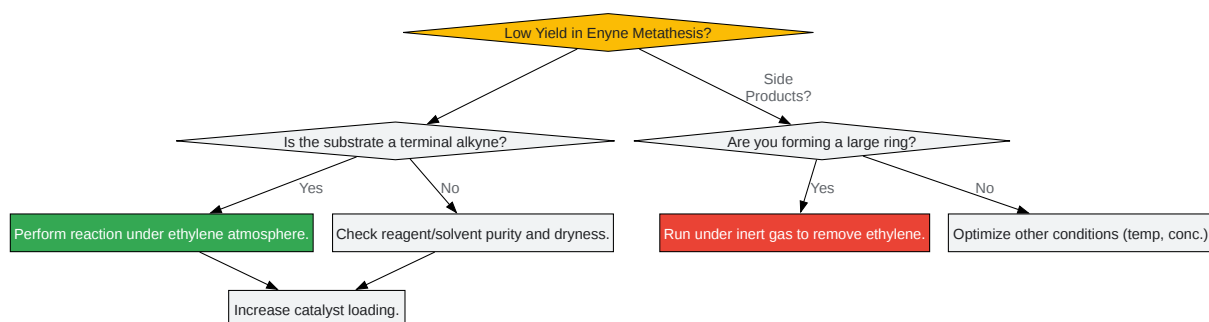 Low Yield in Enyne Metathesis?
Side
Products?
Is the substrate a terminal alkyne?
Are you forming a large ring?
Yes
No
Yes
No
Perform reaction under ethylene atmosphere.
Check reagent/solvent purity and dryness.
Run under inert gas to remove ethylene.
Optimize other conditions (temp, conc.)
Increase catalyst loading.